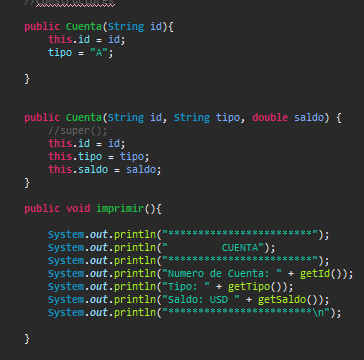 //constructores
public Cuenta(String id){
this.id = id;
tipo = "A";
}
public Cuenta(String id, String tipo, double saldo) {
//super();
this.id = id;
this.tipo = tipo;
this.saldo = saldo;
}
public void imprimir(){
System.out.println("************************");
System.out.println("         CUENTA");
System.out.println("************************");
System.out.println("Numero de Cuenta: " + getId());
System.out.println("Tipo: " + getTipo());
System.out.println("Saldo: USD " + getSaldo());
System.out.println("************************\n");
}